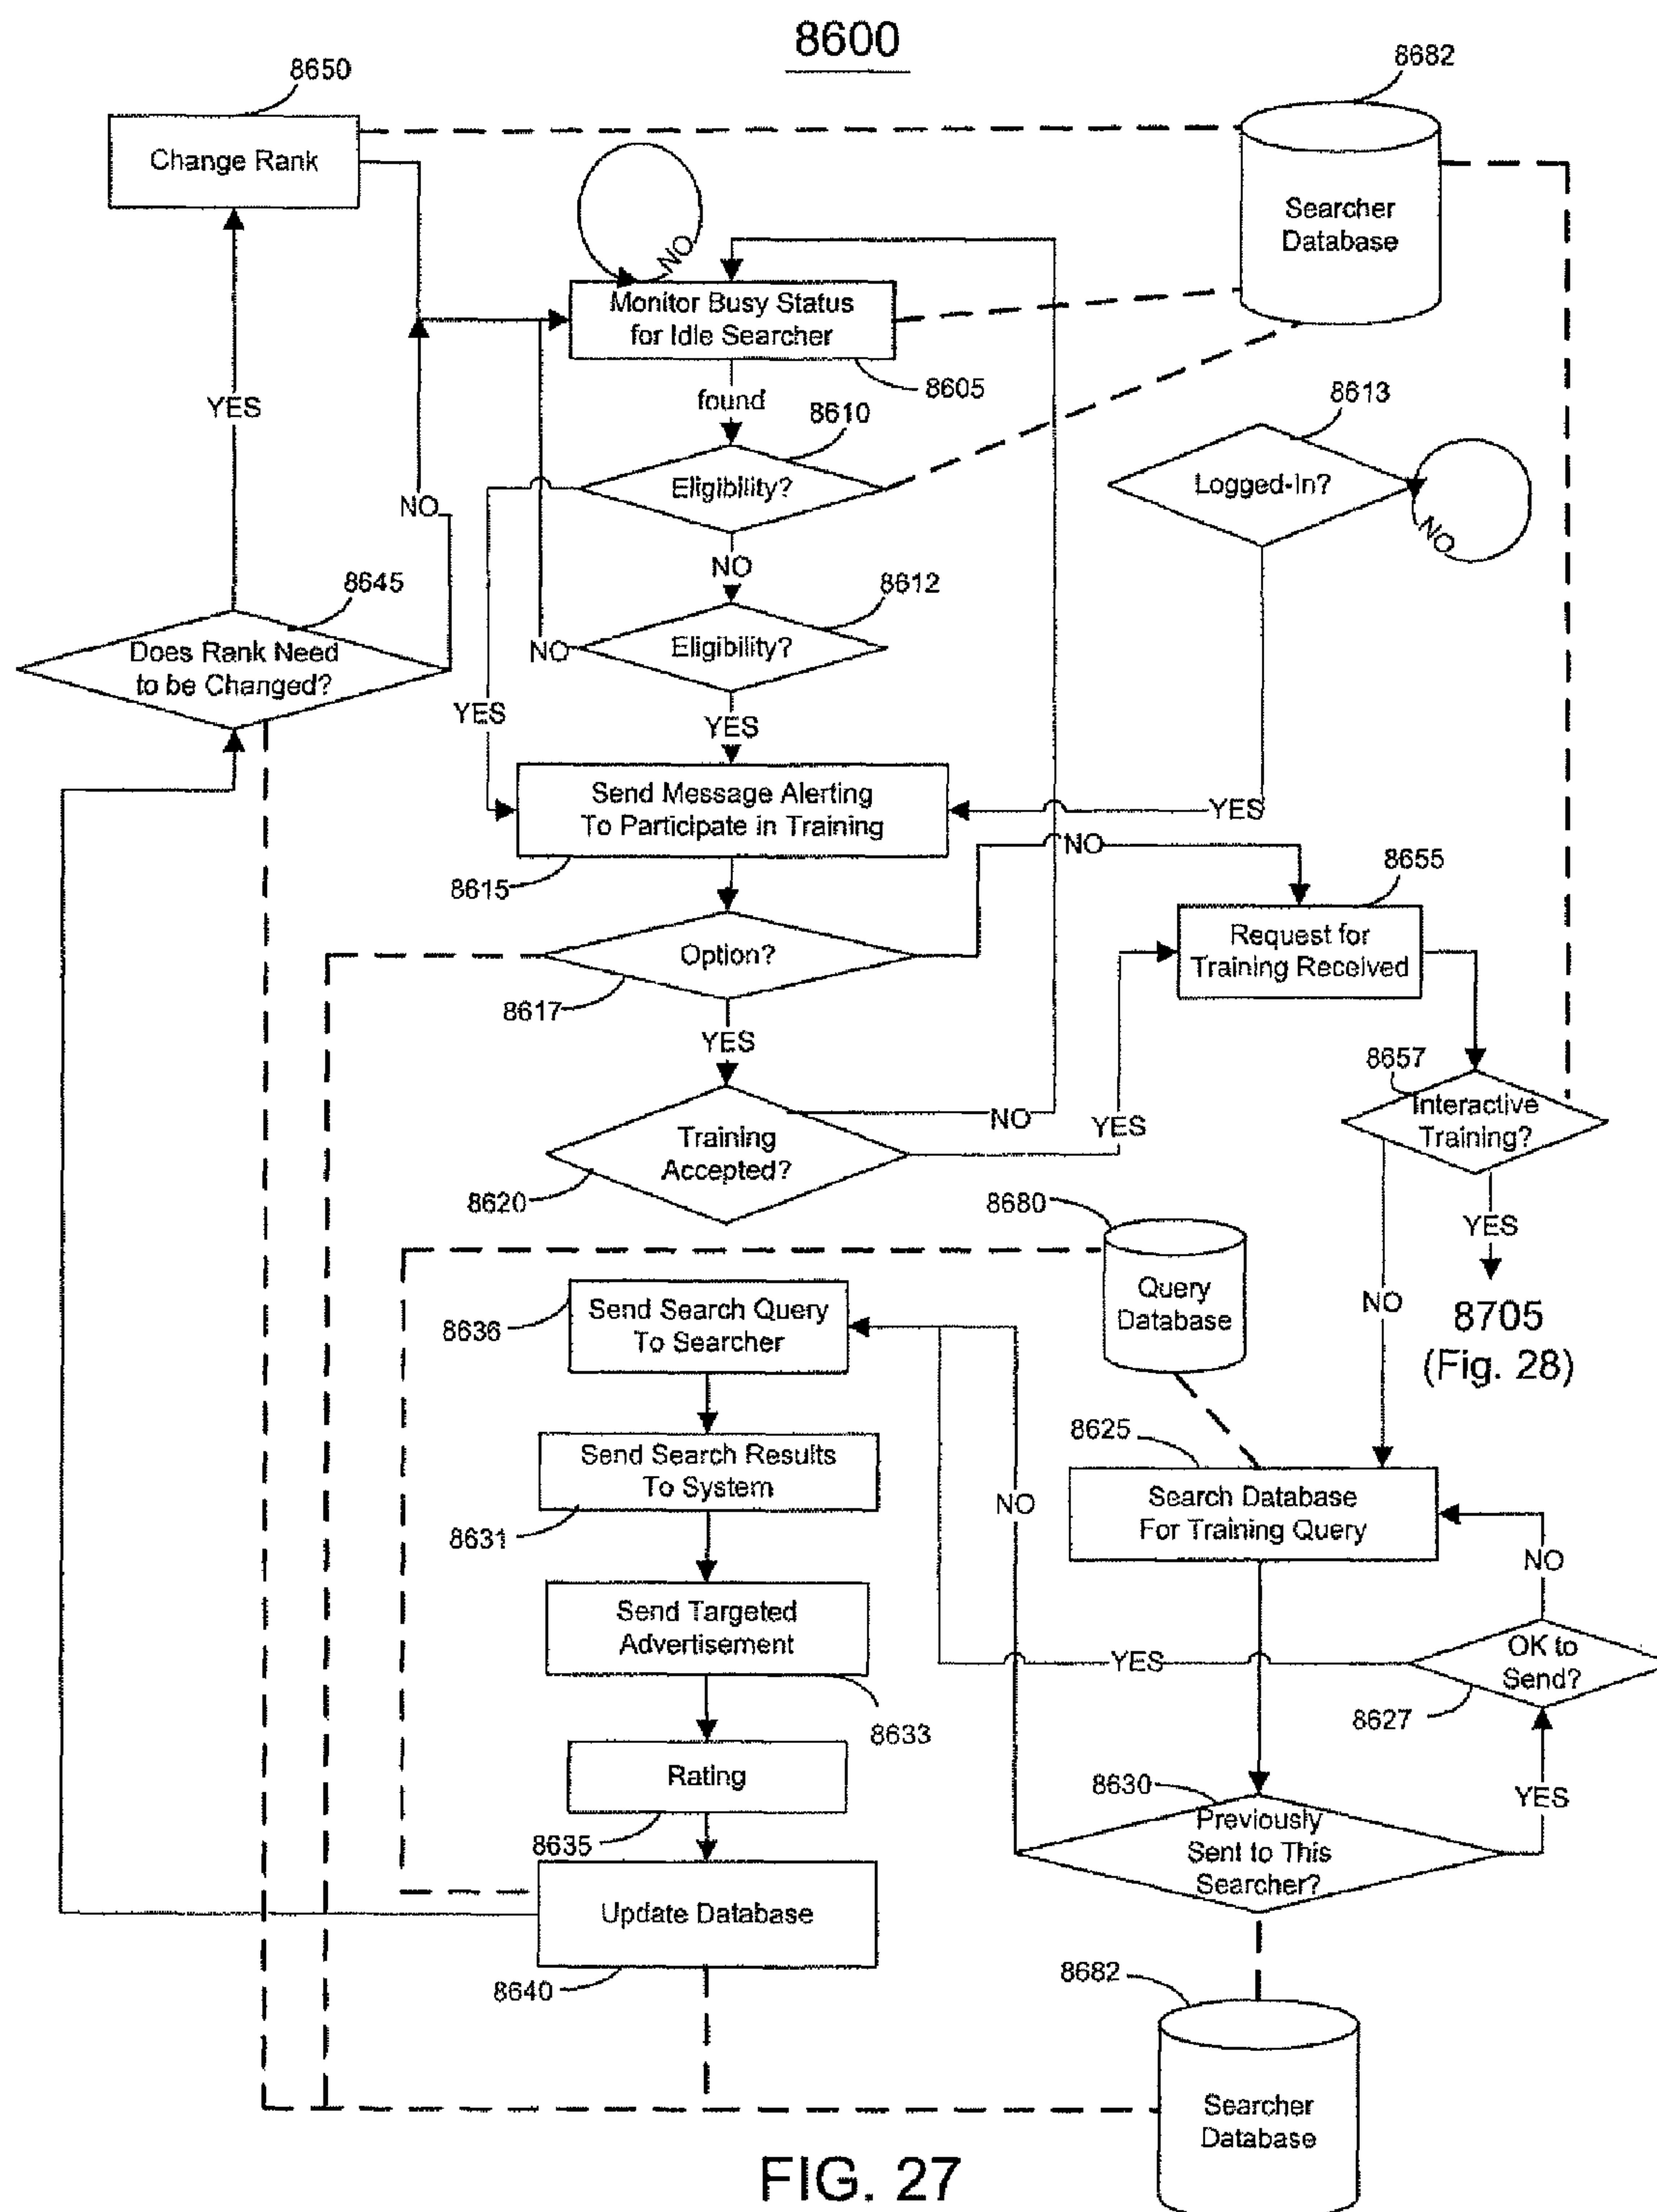 8600
8650
8682
Change Rank
Searcher
Database
NO
Monitor Busy Status
for Idle Searcher
8605
found
8610
8613
YES
Eligibility?
Logged-In?
NO
NO
NO
8612
8645
Does Rank Need
to be Changed?
Eligibility?
NO
YES
YES
Send Message Alerting
To Participate in Training
YES
NO
8615
8655
Option?
Request for
Training Received
8617
YES
8657
Interactive
Training?
NO
YES
Training
Accepted?
8620
8680
YES
Query
Database
NO
8705
(Fig. 28)
Send Search Query
To Searcher
8636
8625
Send Search Results
To System
8631
NO
Search Database
For Training Query
NO
Send Targeted
Advertisement
YES
OK to
Send?
8627
8633
Rating
8630
YES
8635
Previously
Sent to This
Searcher?
Update Database
8640
8682
Searcher
Database
FIG. 27